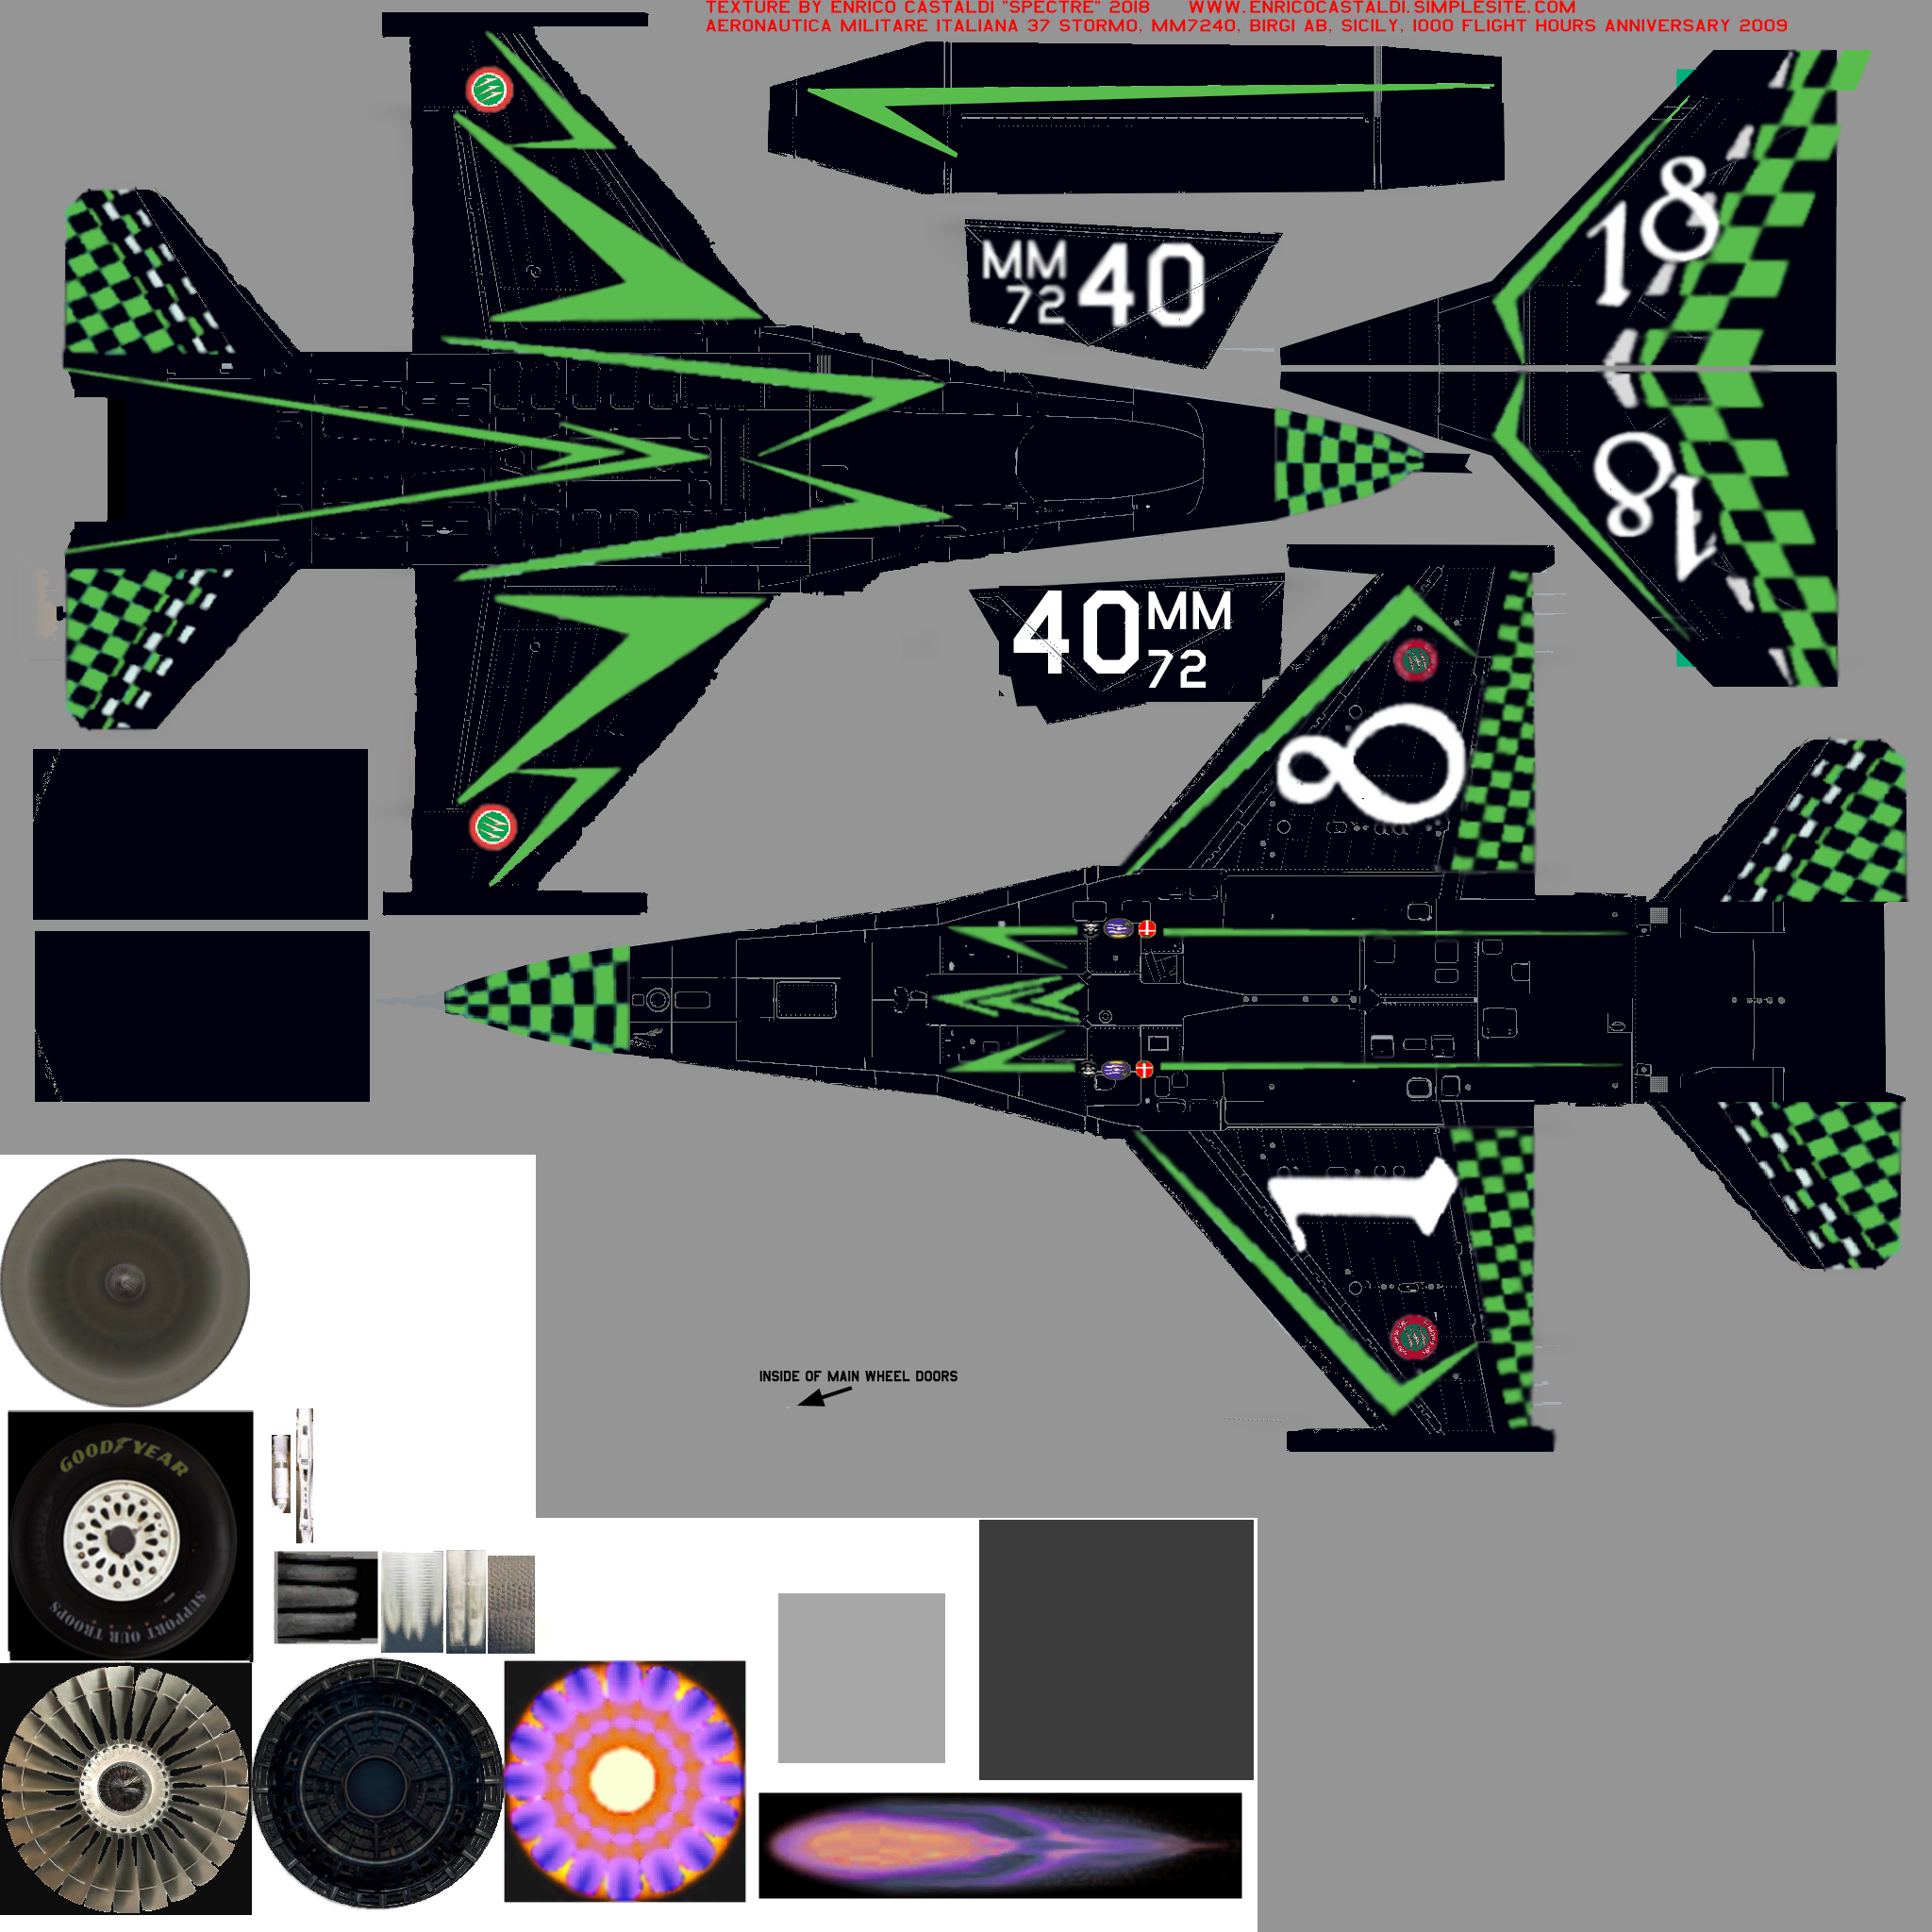 TEXTURE BY ENRICO CASTALDI "SPECTRE" 2018 WWW.ENRICOCASTALDI.SIMPLESITE.COM
AERONAUTICA MILITARE ITALIANA 37 STORMO, MM7240, BIRGI AB, SICILY, 1000 FLIGHT HOURS ANNIVERSARY 2009
18
MM
72 40
18
40 MM
72
8
1
INSIDE OF MAIN WHEEL DOORS
GOODYEAR
SUPPORT OUR TROOPS